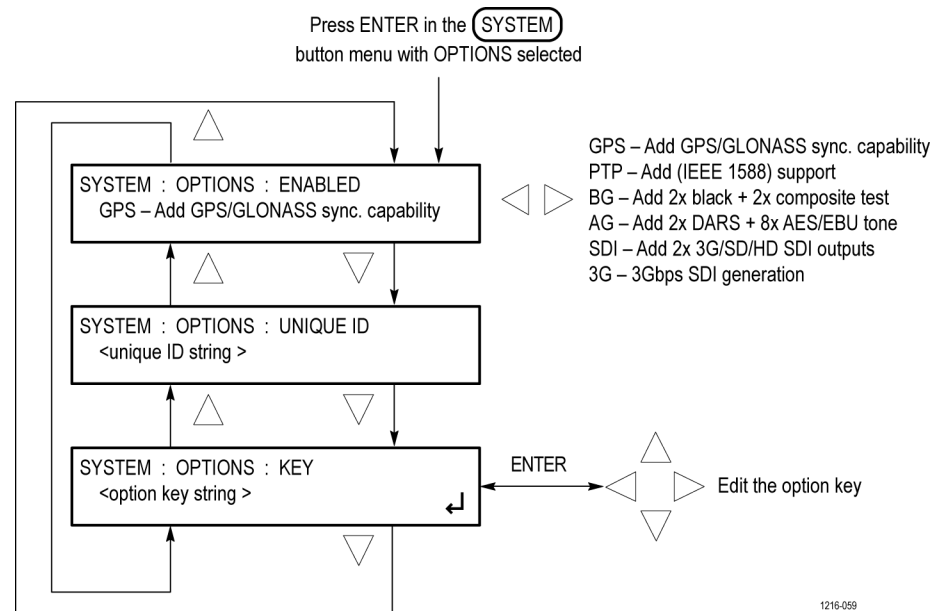 Press ENTER in the SYSTEM
button menu with OPTIONS selected
SYSTEM : OPTIONS : ENABLED
GPS – Add GPS/GLONASS sync. capability
GPS – Add GPS/GLONASS sync. capability
PTP – Add (IEEE 1588) support
BG – Add 2x black + 2x composite test
AG – Add 2x DARS + 8x AES/EBU tone
SDI – Add 2x 3G/SD/HD SDI outputs
3G – 3Gbps SDI generation
SYSTEM : OPTIONS : UNIQUE ID
<unique ID string >
SYSTEM : OPTIONS : KEY
<option key string >
ENTER
Edit the option key
1216-059